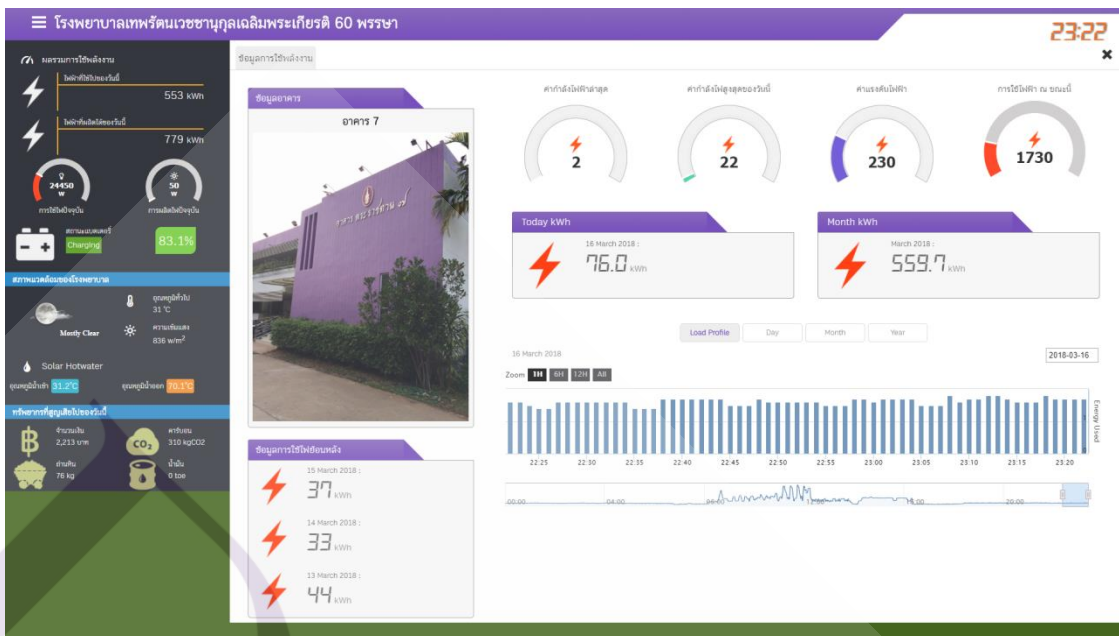 โรงพยาบาลเทพรัตนเวชชานุกูลเฉลิมพระเกียรติ 60 พรรษา
23:22
ผลรวมการใช้พลังงาน
ไฟฟ้าที่ใช้ไปของวันนี้
553 kWh
ไฟฟ้าที่ผลิตได้ของวันนี้
779 kWh
24450
w
การใช้ไฟปัจจุบัน
50
w
การผลิตไฟปัจจุบัน
สถานะแบตเตอรี่
Charging
83.1%
สภาพแวดล้อมของโรงพยาบาล
Mostly Clear
อุณหภูมิทั่วไป
31 °C
ความเข้มแสง
836 w/m²
Solar Hotwater
อุณหภูมิน้ำเข้า 31.2°C
อุณหภูมิน้ำออก 70.1°C
ทรัพยากรที่สูญเสียไปของวันนี้
จำนวนเงิน
2,213 บาท
คาร์บอน
CO₂
310 kgCO2
ถ่านหิน
76 kg
น้ำมัน
0 toe
ข้อมูลการใช้พลังงาน
ข้อมูลอาคาร
อาคาร 7
ข้อมูลการใช้ไฟย้อนหลัง
15 March 2018 :
37 kWh
14 March 2018 :
33 kWh
13 March 2018 :
44 kWh
ค่ากำลังไฟฟ้าล่าสุด
2
ค่ากำลังไฟสูงสุดของวันนี้
22
ค่าแรงดันไฟฟ้า
230
การใช้ไฟฟ้า ณ ขณะนี้
1730
Today kWh
16 March 2018 :
76.0 kWh
Month kWh
March 2018 :
559.7 kWh
Load Profile Day Month Year
16 March 2018
2018-03-16
Zoom 1H 6H 12H All
Energy Used
22:25 22:30 22:35 22:40 22:45 22:50 22:55 23:00 23:05 23:10 23:15 23:20
00:00 04:00 08:00 12:00 16:00 20:00